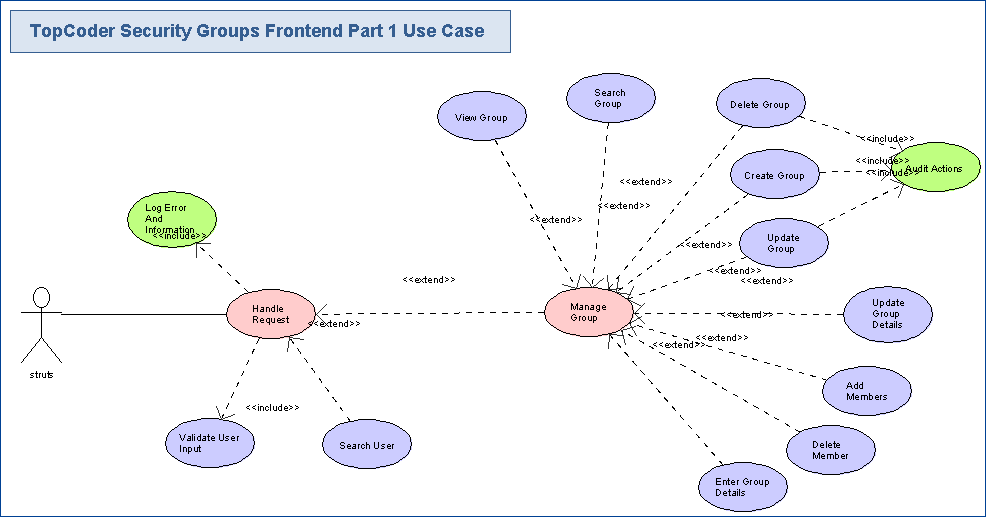 TopCoder Security Groups Frontend Part 1 Use Case
View Group
Search
Group
Delete Group
<<include>>
<<include>>
<<include>>
Audit Actions
Create Group
Update
Group
<<extend>>
<<extend>>
<<extend>>
<<extend>>
<<extend>>
<<extend>>
Log Error
And
Information
<<include>>
<<extend>>
Handle
Request
<<extend>>
Manage
Group
<<extend>>
<<extend>>
<<extend>>
Update
Group
Details
struts
<<include>>
Validate User
Input
Search User
Add
Members
Delete
Member
Enter Group
Details